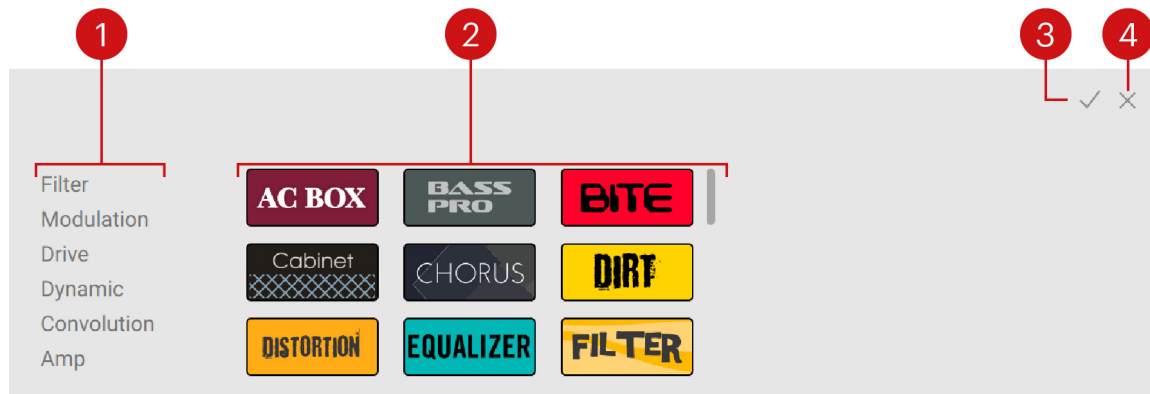 1
2
3
4
Filter
Modulation
Drive
Dynamic
Convolution
Amp
AC BOX
BASS
PRO
BITE
Cabinet
CHORUS
DIRT
DISTORTION
EQUALIZER
FILTER